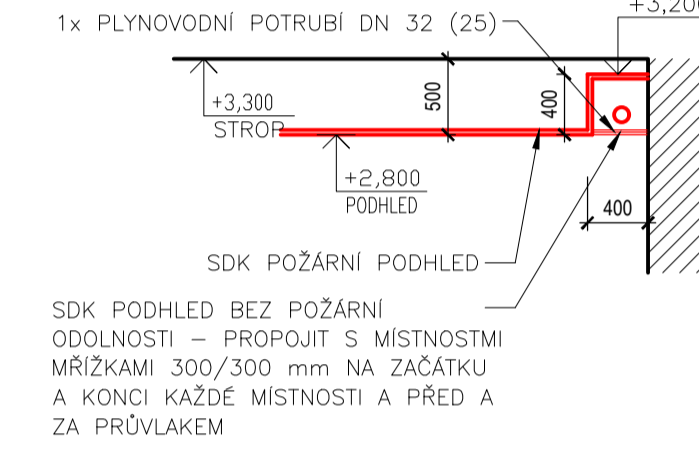 1x PLYNOVODNÍ POTRUBÍ DN 32 (25)
+3,300
STROP
500
400
+2,800
PODHLED
400
SDK POŽÁRNÍ PODHLED
SDK PODHLED BEZ POŽÁRNÍ
ODOLNOSTI – PROPOJIT S MÍSTNOSTMI
MŘÍŽKAMI 300/300 mm NA ZAČÁTKU
A KONCI KAŽDÉ MÍSTNOSTI A PŘED A
ZA PRŮVLAKEM